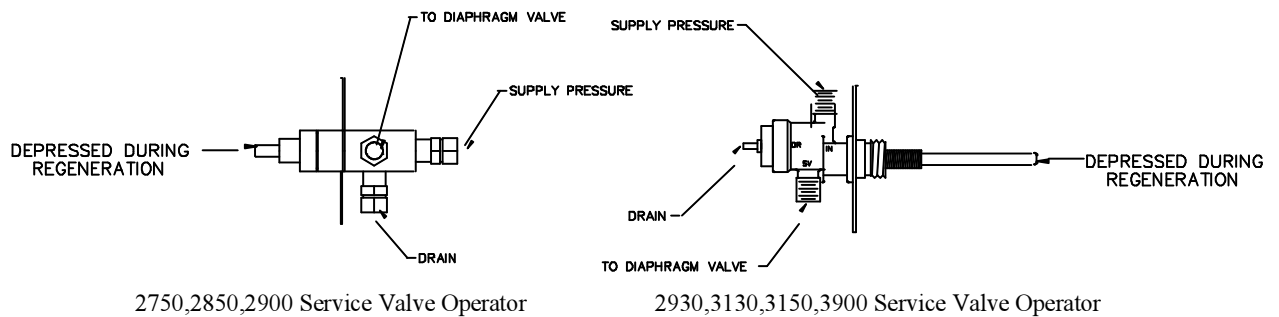 TO DIAPHRAGM VALVE
SUPPLY PRESSURE
DEPRESSED DURING
REGENERATION
DRAIN
2750,2850,2900 Service Valve Operator
SUPPLY PRESSURE
DR
IN
SV
DEPRESSED DURING
REGENERATION
DRAIN
TO DIAPHRAGM VALVE
2930,3130,3150,3900 Service Valve Operator